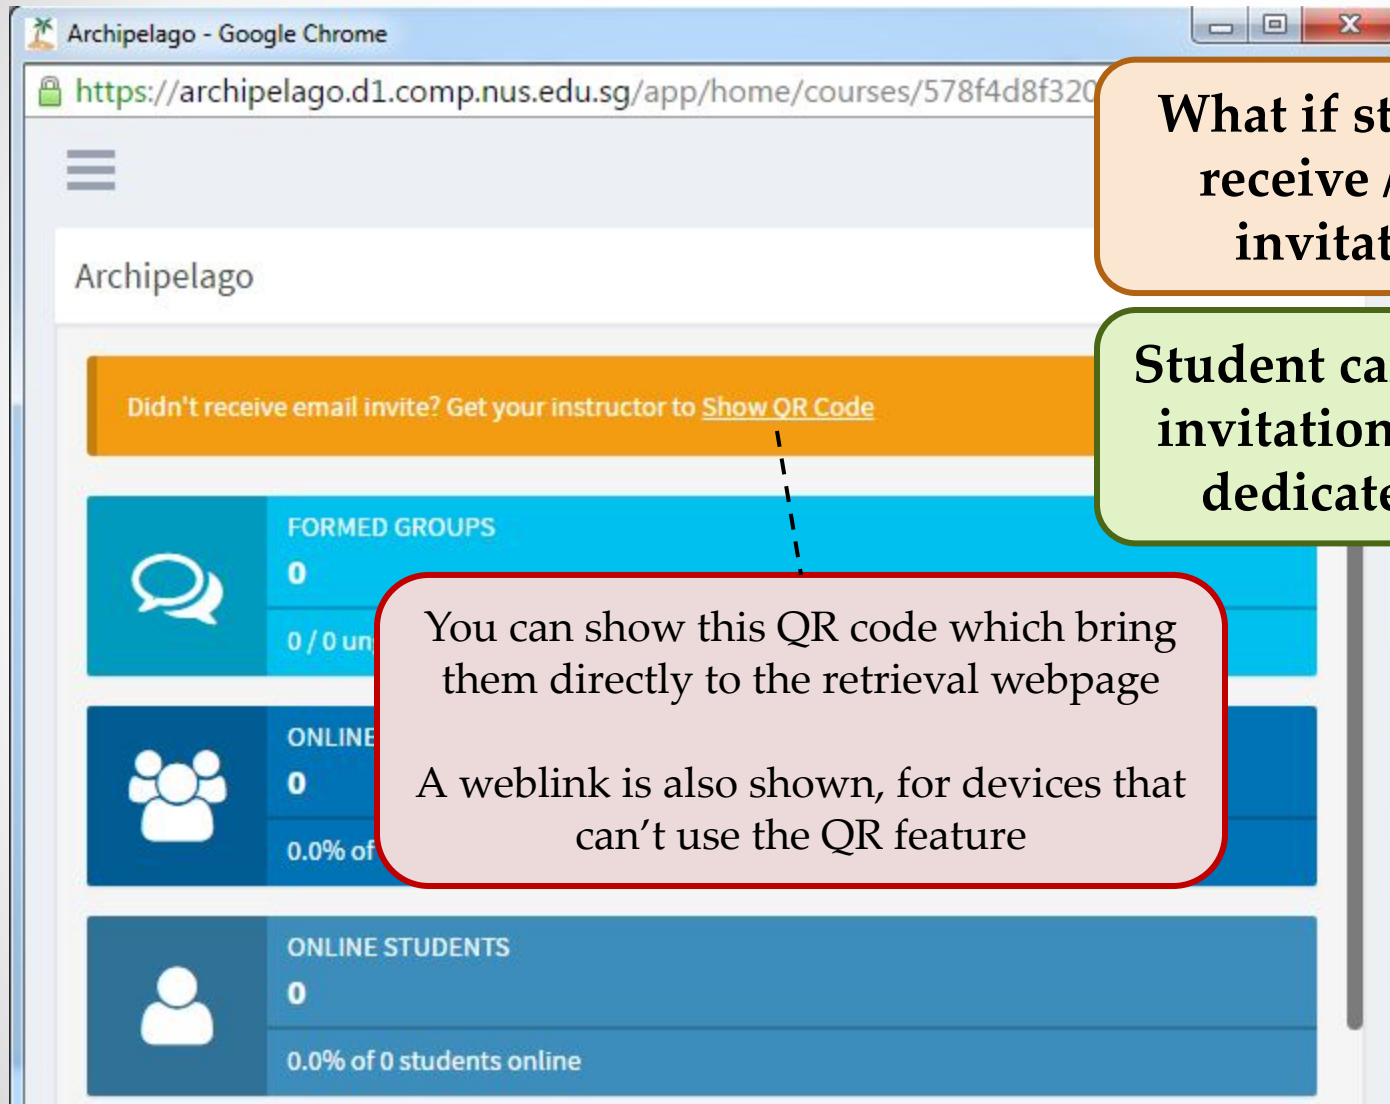 Archipelago - Google Chrome
https://archipelago.d1.comp.nus.edu.sg/app/home/courses/578f4d8f320
What if st
receive /
invitat
Archipelago
Student ca
invitation
dedicate
Didn't receive email invite? Get your instructor to Show QR Code
FORMED GROUPS
0
0 / 0 un
You can show this QR code which bring
them directly to the retrieval webpage
A weblink is also shown, for devices that
can’t use the QR feature
ONLINE
0
0.0% of
ONLINE STUDENTS
0
0.0% of 0 students online